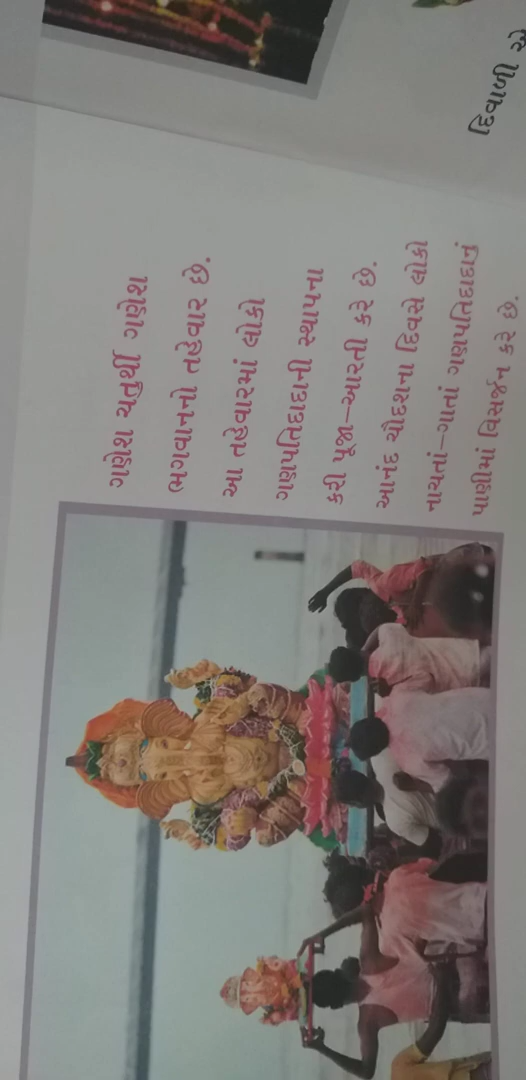 ગણેશ ચતુર્થી ગણેશ
ભગવાનનો તહેવાર છે.
આ તહેવારમાં લોકો
ગણપતિદાદાની સ્થાપના
કરી પૂજા–આરતી કરે છે.
આનંદ ચૌદશના દિવસે લોકો
નાચતાં–ગાતાં ગણપતિદાદાનું
પાણીમાં વિસર્જન કરે છે.
દિવાળી